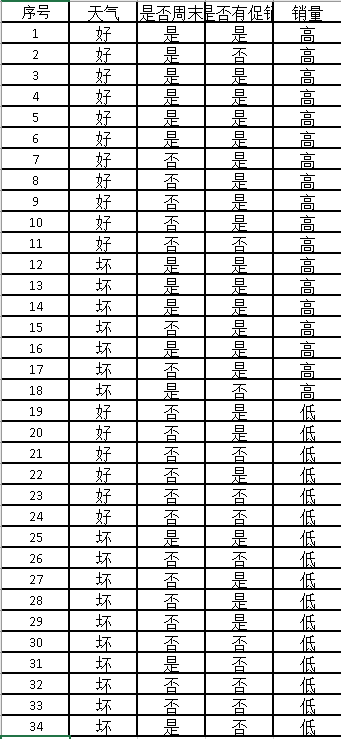 序号 天气 是否周末 是否有促销 销量
1 好 是 是 高
2 好 是 否 高
3 好 是 是 高
4 好 是 是 高
5 好 是 是 高
6 好 是 是 高
7 好 否 是 高
8 好 否 是 高
9 好 否 是 高
10 好 否 是 高
11 好 否 否 高
12 坏 是 是 高
13 坏 是 是 高
14 坏 是 是 高
15 坏 否 是 高
16 坏 是 是 高
17 坏 否 是 高
18 坏 是 否 高
19 好 否 是 低
20 好 否 是 低
21 好 否 否 低
22 好 否 是 低
23 好 否 否 低
24 好 否 否 低
25 坏 是 是 低
26 坏 否 否 低
27 坏 否 是 低
28 坏 否 是 低
29 坏 否 是 低
30 坏 否 否 低
31 坏 是 否 低
32 坏 否 否 低
33 坏 否 否 低
34 坏 是 否 低